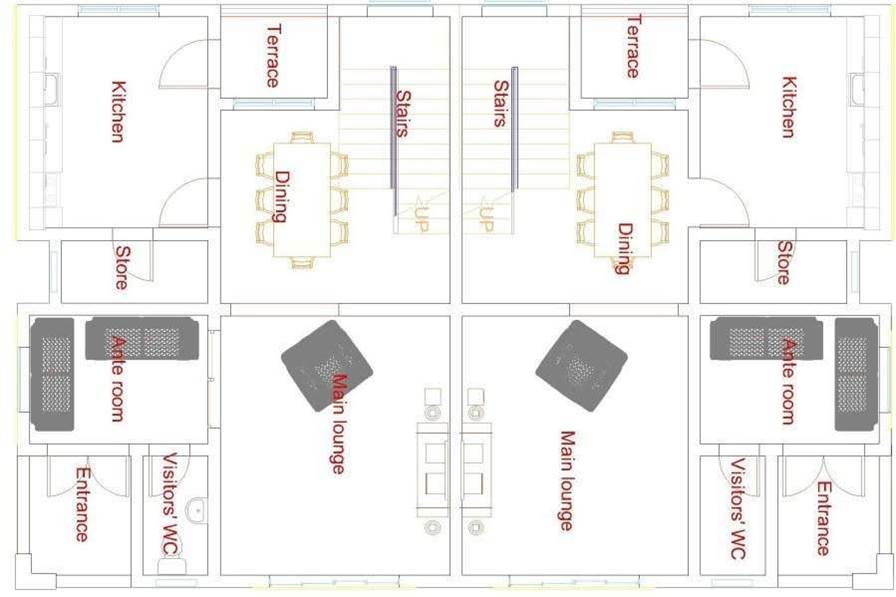 Kitchen
Terrace
Stairs
Stairs
Terrace
Kitchen
Dining
UP
UP
Dining
Store
Store
Ante room
Main lounge
Main lounge
Ante room
Entrance
Visitors' WC
Visitors' WC
Entrance